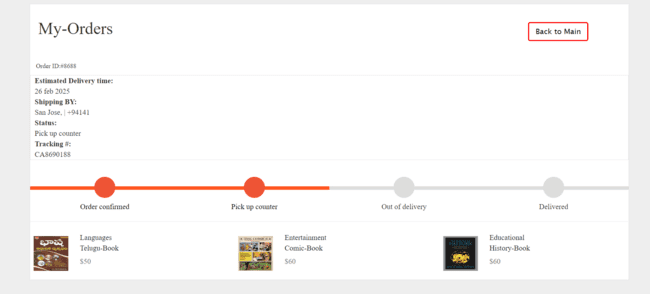 My-Orders
Back to Main
Order ID:#8688
Estimated Delivery time:
26 feb 2025
Shipping BY:
San Jose, | +94141
Status:
Pick up counter
Tracking #:
CA8690188
Order confirmed
Pick up counter
Out of delivery
Delivered
Languages
Telugu-Book
$50
Entertainment
Comic-Book
$60
Educational
History-Book
$60